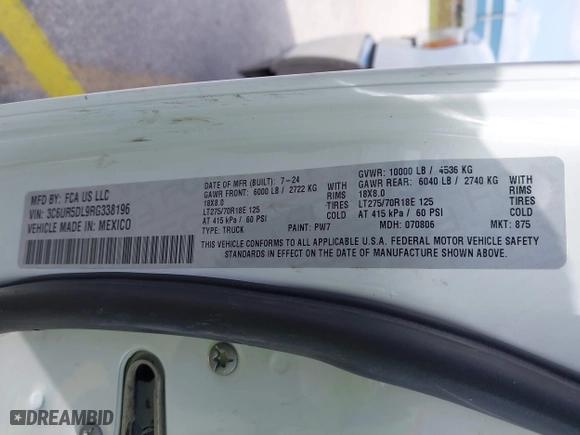 MFD BY: FCA US LLC
VIN: 3C6UR5DL9RG338196
VEHICLE MADE IN: MEXICO
DATE OF MFR (BUILT): 7-24
GAWR FRONT: 6000 LB / 2722 KG
18X8.0 RIMS
LT275/70R18E 125 TIRES
AT 415 kPa / 60 PSI COLD
TYPE: TRUCK PW7
GVWR: 10000 LB / 4536 KG
GAWR REAR: 6040 LB / 2740 KG
18X8.0 RIMS
LT275/70R18E 125 TIRES
AT 415 kPa / 60 PSI COLD
MDH: 070806 MKT: 875
THIS VEHICLE CONFORMS TO ALL APPLICABLE U.S.A. FEDERAL MOTOR VEHICLE SAFETY
STANDARDS IN EFFECT ON THE DATE OF MANUFACTURE SHOWN ABOVE.
DREAMBID